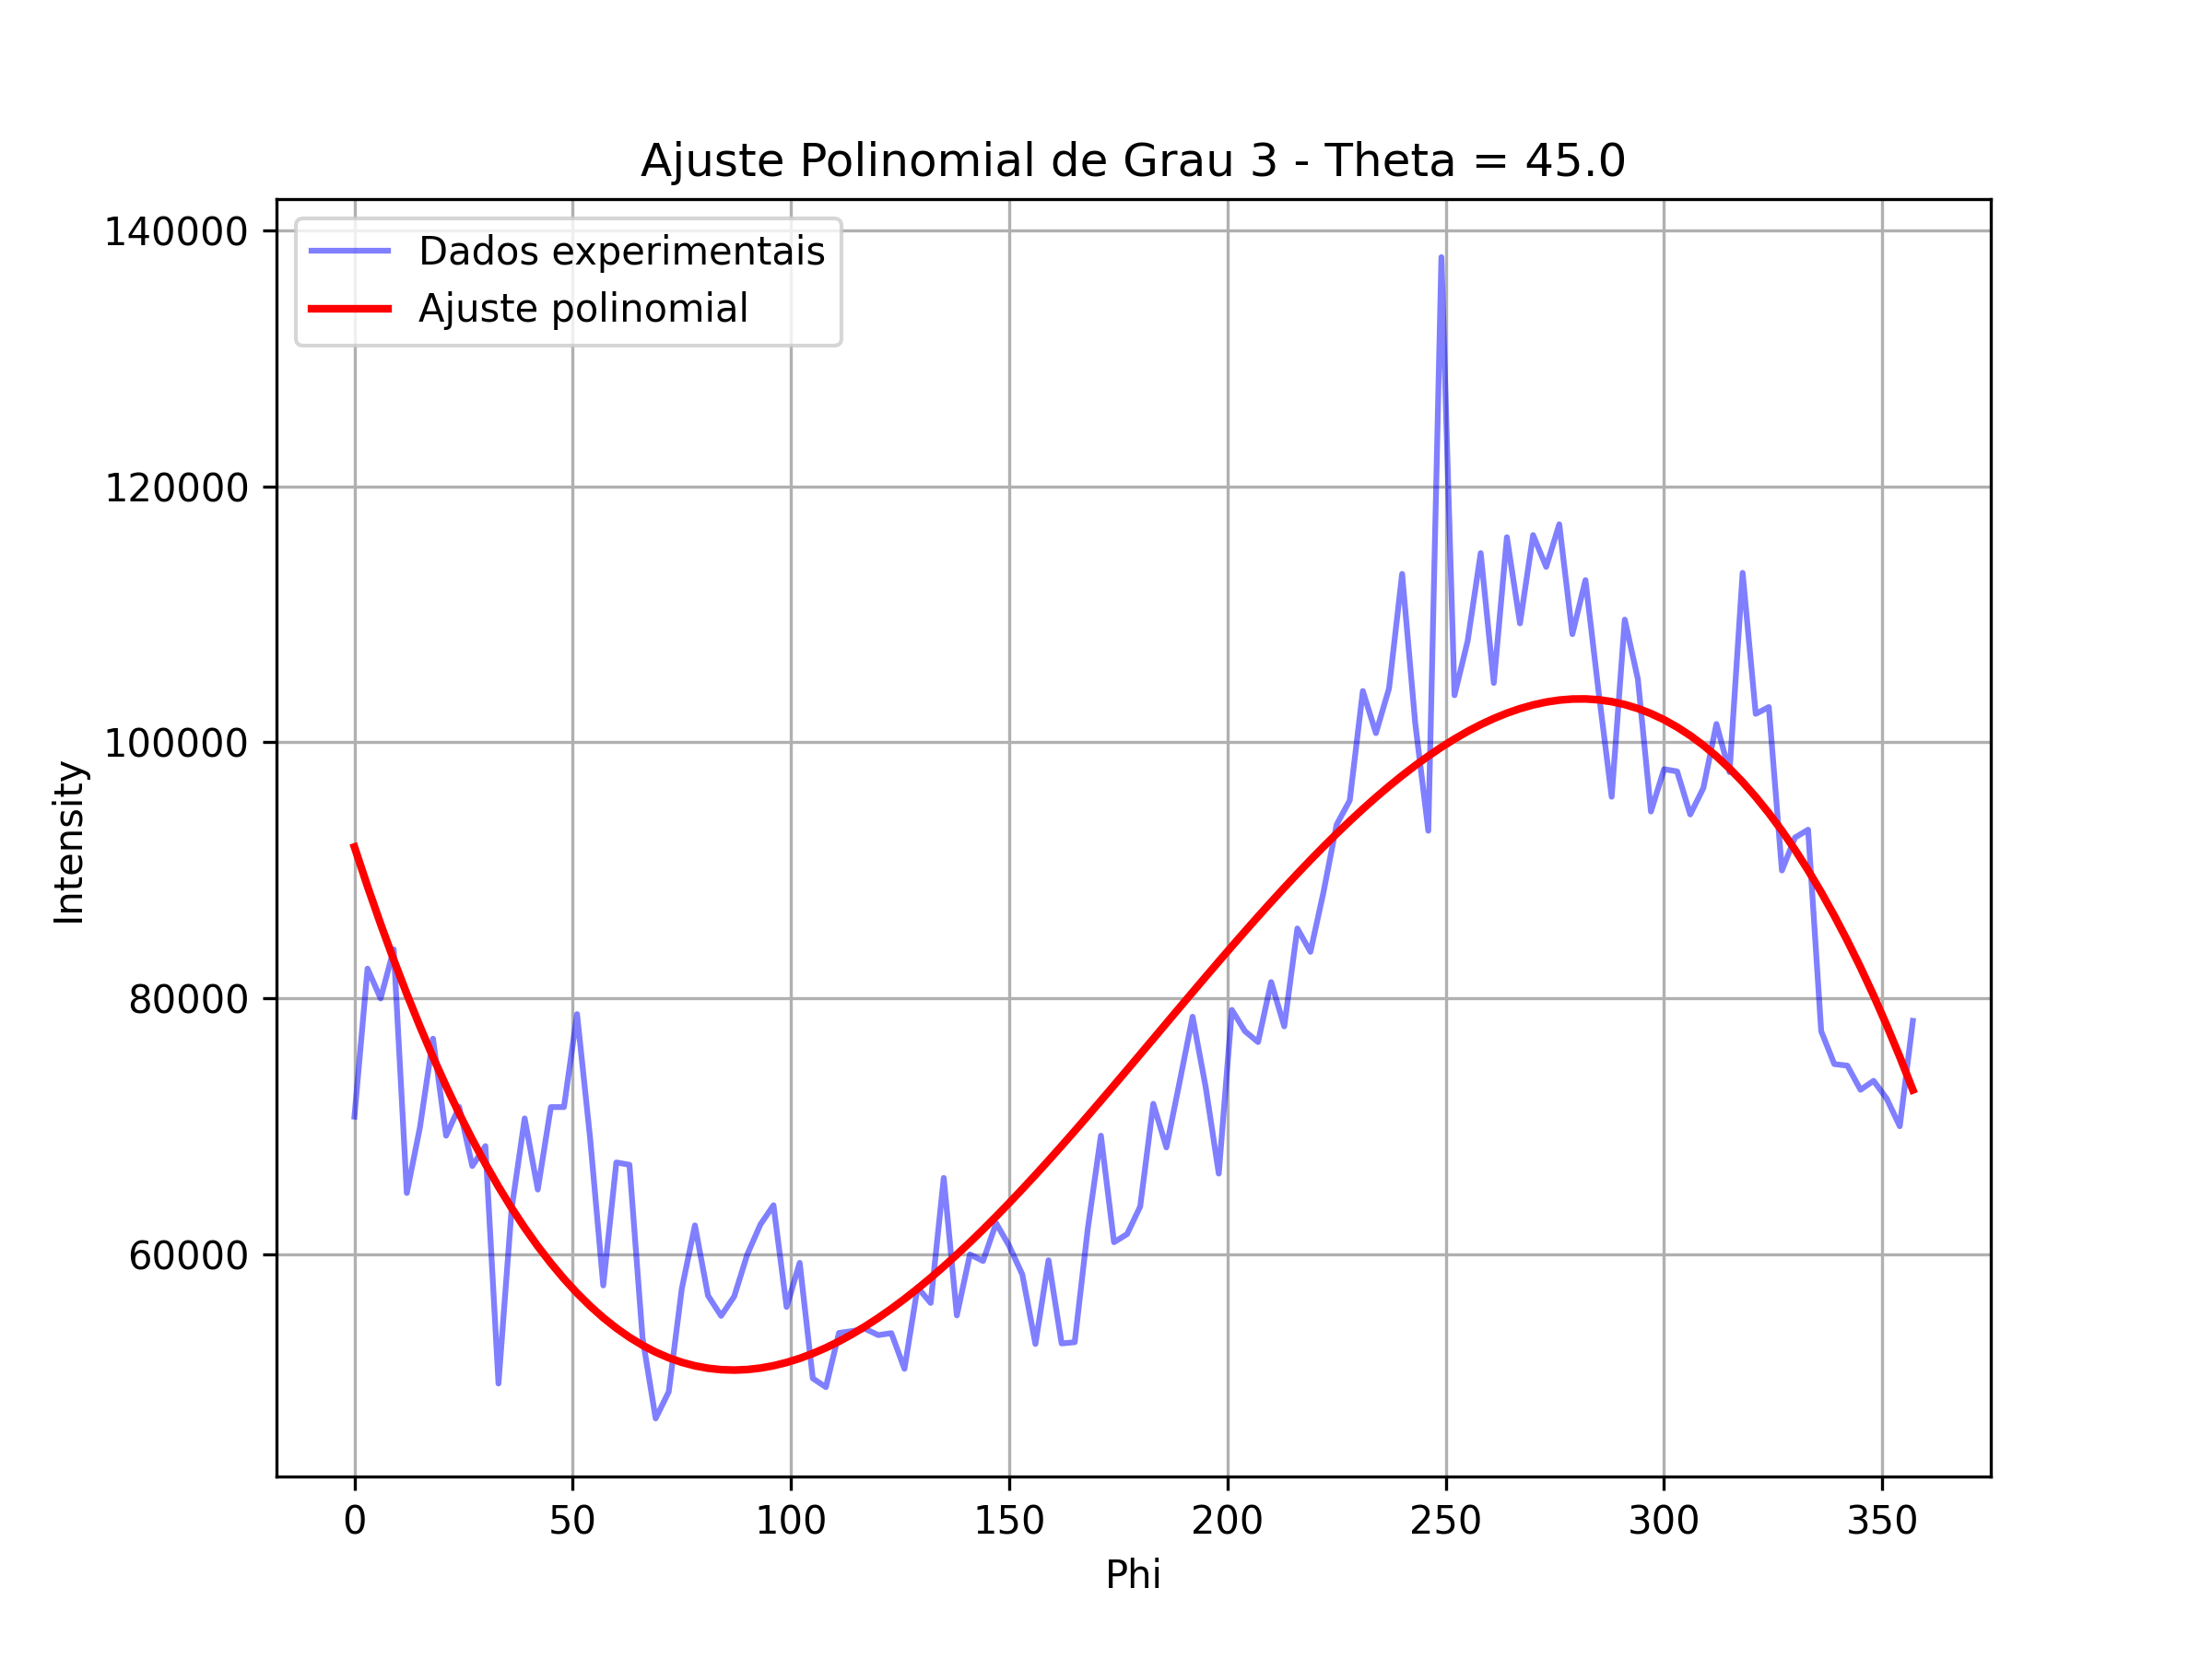 Ajuste Polinomial de Grau 3 - Theta = 45.0
140000
120000
100000
80000
60000
Intensity
Dados experimentais
Ajuste polinomial
0 50 100 150 200 250 300 350
Phi